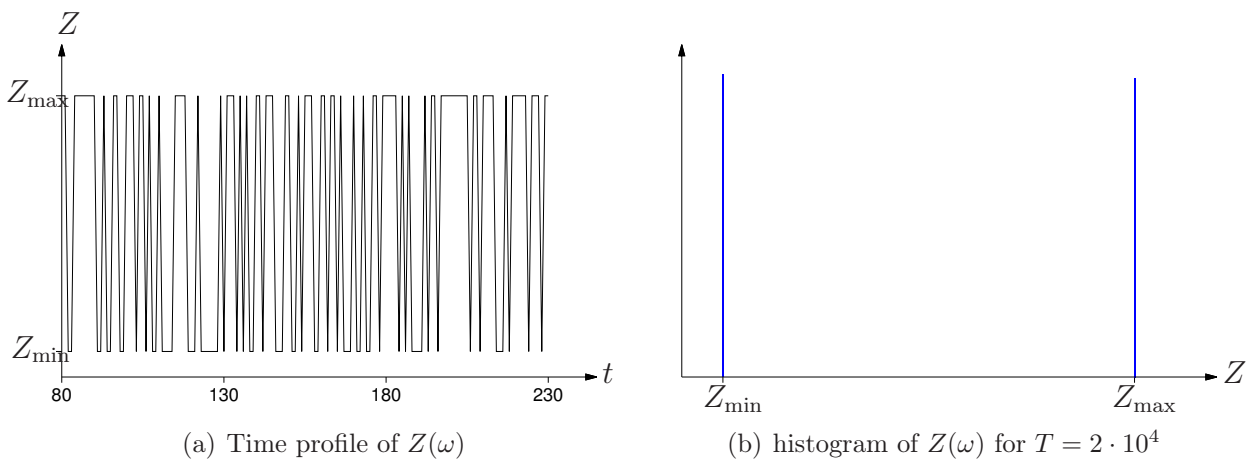 Z
Z_max
Z_min
t
80 130 180 230
(a) Time profile of Z(ω)
Z
Z_min Z_max
(b) histogram of Z(ω) for T = 2 · 10^4